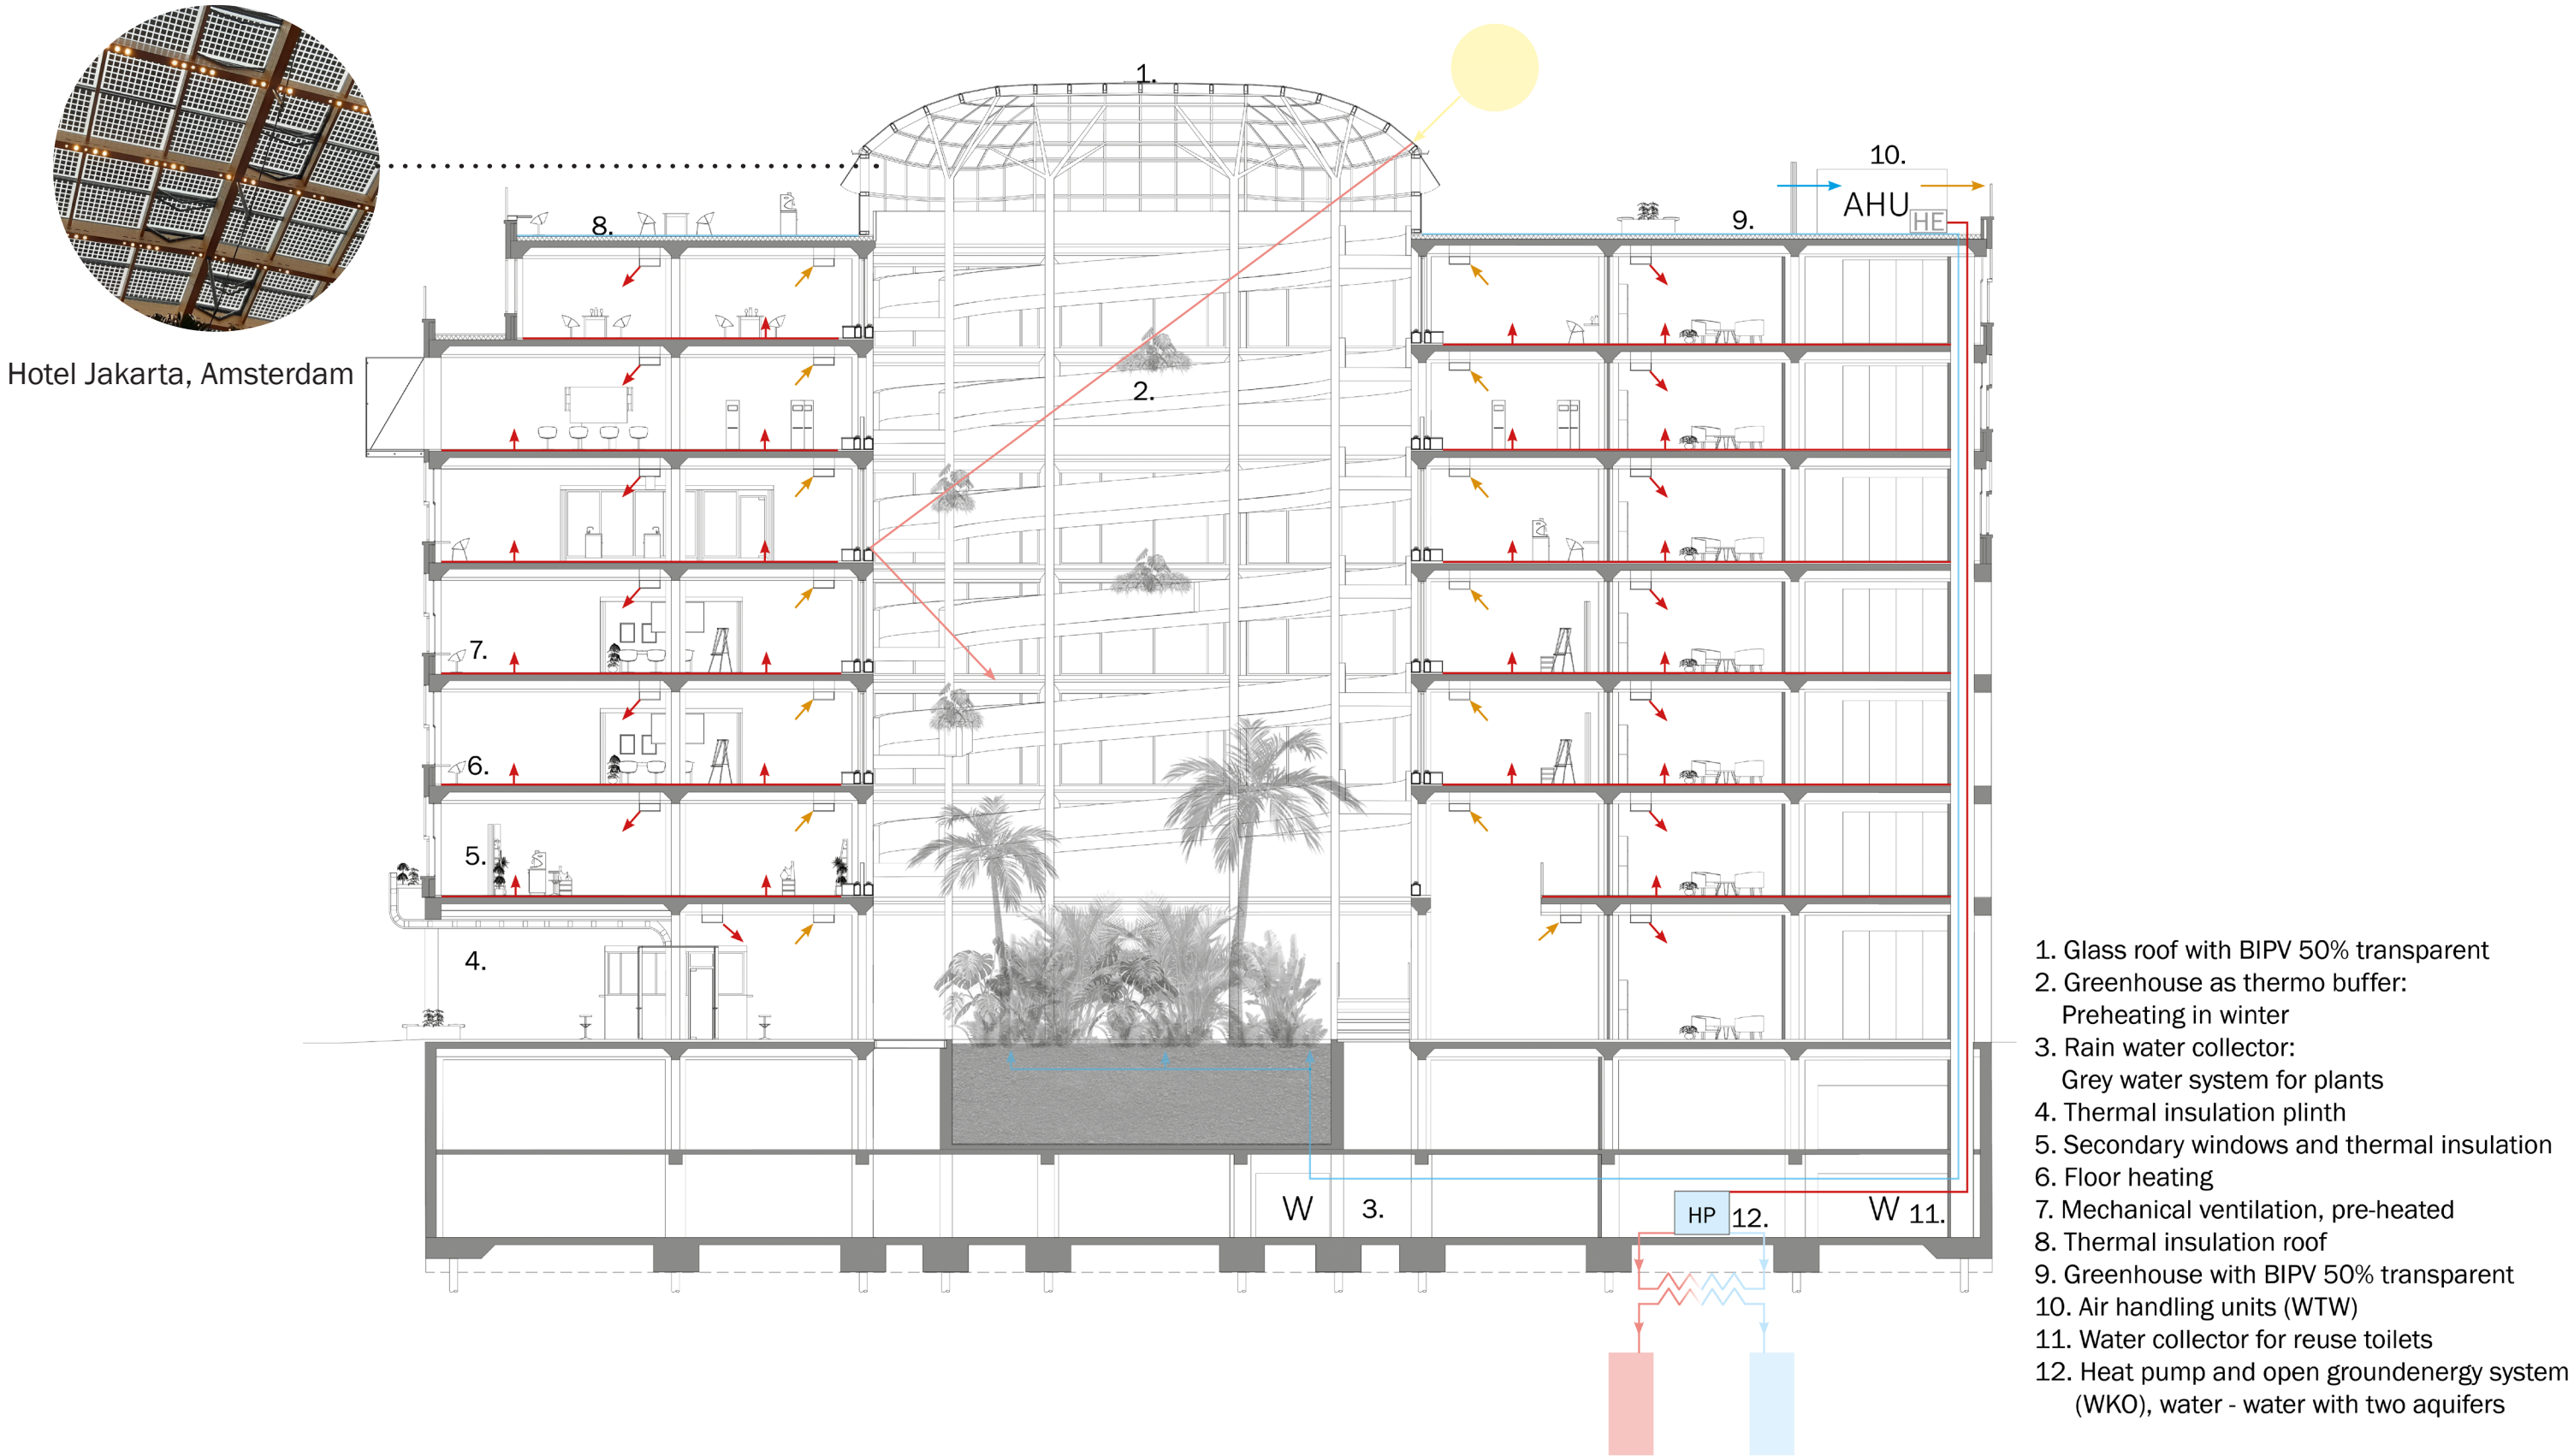 1.
10.
AHU
HE
8.
9.
Hotel Jakarta, Amsterdam
2.
7.
6.
5.
4.
W
3.
HP
12.
W
11.
1. Glass roof with BIPV 50% transparent
2. Greenhouse as thermo buffer:
Preheating in winter
3. Rain water collector:
Grey water system for plants
4. Thermal insulation plinth
5. Secondary windows and thermal insulation
6. Floor heating
7. Mechanical ventilation, pre-heated
8. Thermal insulation roof
9. Greenhouse with BIPV 50% transparent
10. Air handling units (WTW)
11. Water collector for reuse toilets
12. Heat pump and open groundenergy system
(WKO), water - water with two aquifers